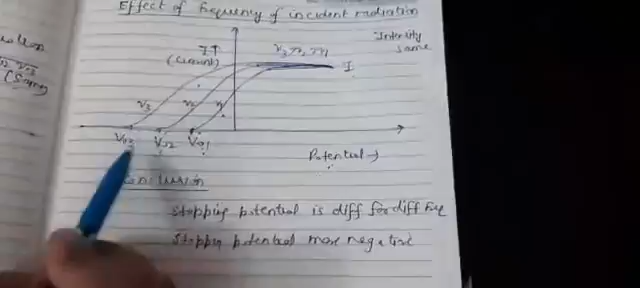 Effect of frequency of incident radiation
Intensity
same
I↑
(Current)
ν3 > ν2 > ν1
I
ν3 ν2 ν1
V03 V02 V01
Potential →
Conclusion
Stopping potential is diff for diff freq
Stopping potential more negative